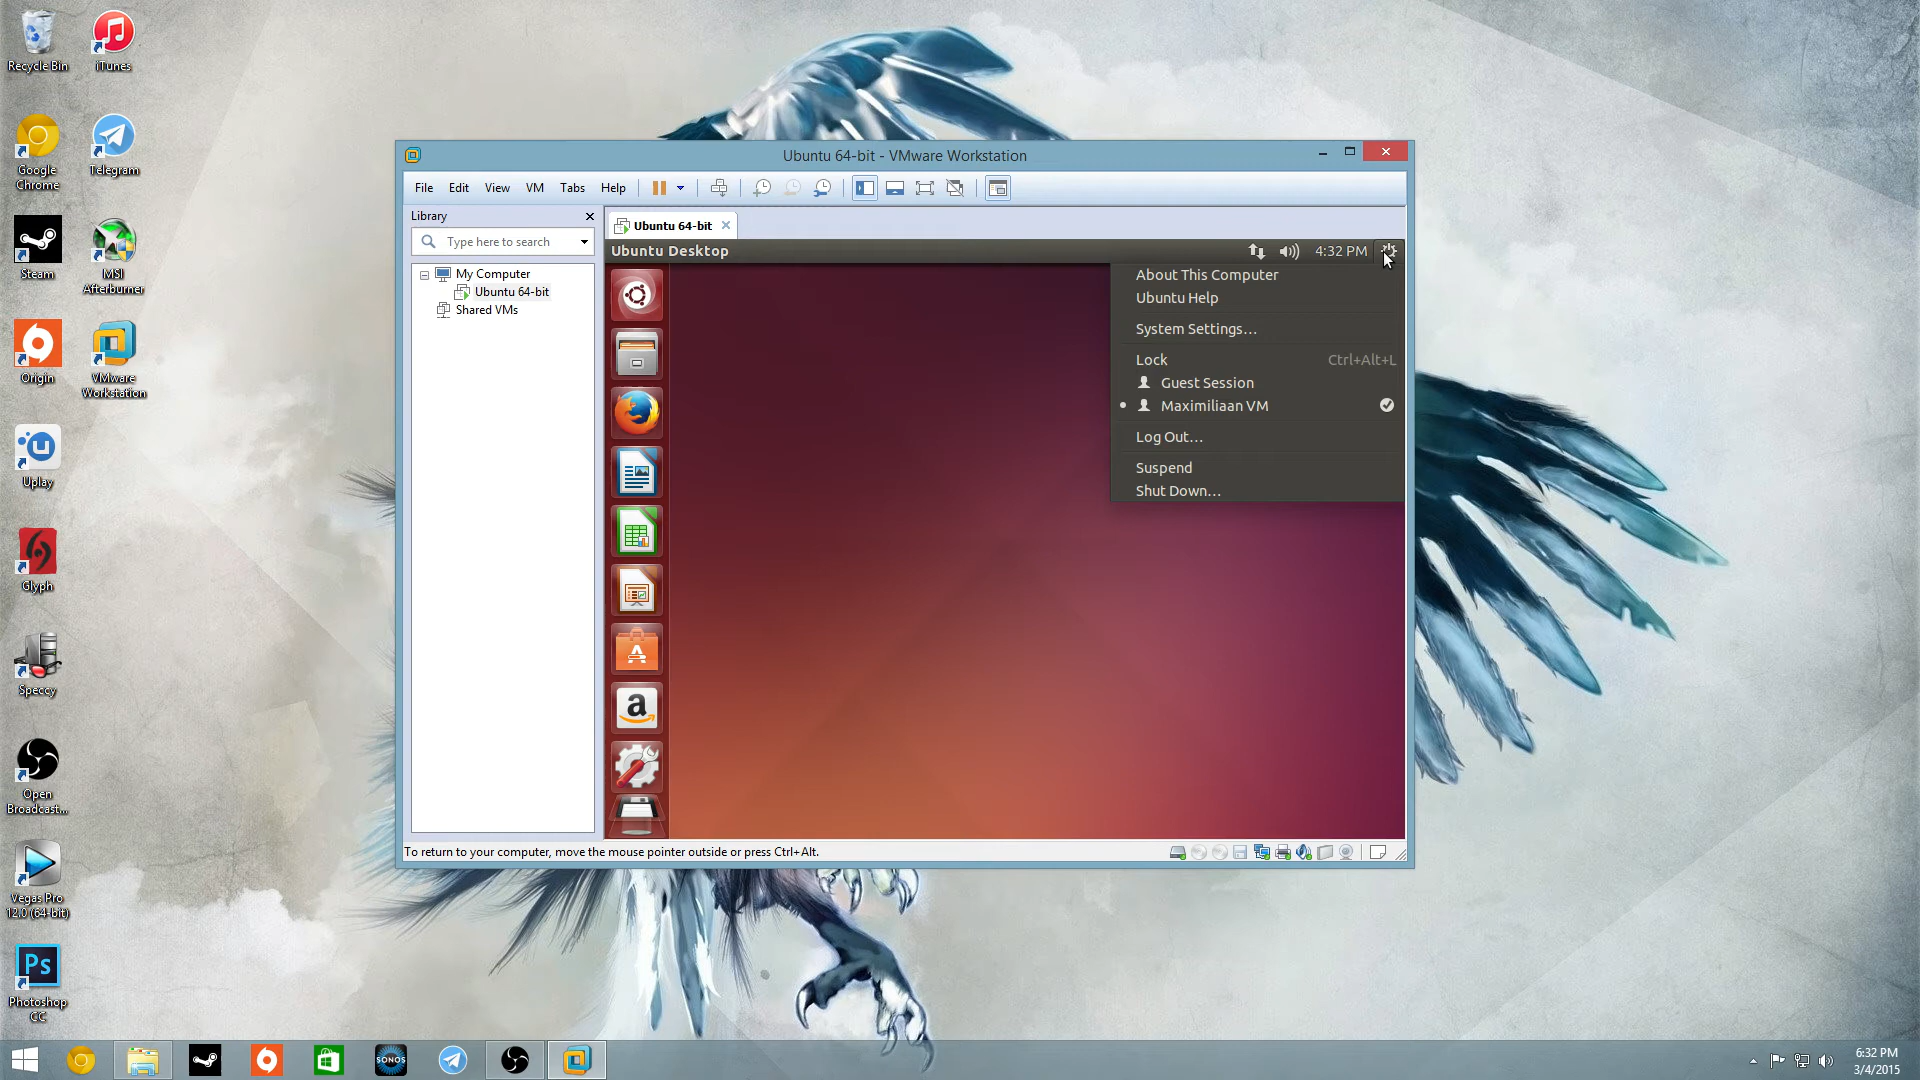 Recycle Bin
iTunes
Google
Chrome
Telegram
Steam
MSI
Afterburner
Origin
VMware
Workstation
Uplay
Glyph
Speccy
Open
Broadcast...
Vegas Pro
12.0 (64-bit)
Ps
Photoshop
CC
Ubuntu 64-bit - VMware Workstation
File Edit View VM Tabs Help
Library
Type here to search
My Computer
Ubuntu 64-bit
Shared VMs
Ubuntu 64-bit
Ubuntu Desktop
4:32 PM
About This Computer
Ubuntu Help
System Settings…
Lock Ctrl+Alt+L
Guest Session
Maximiliaan VM
Log Out…
Suspend
Shut Down…
a
To return to your computer, move the mouse pointer outside or press Ctrl+Alt.
SONOS
6:32 PM
3/4/2015